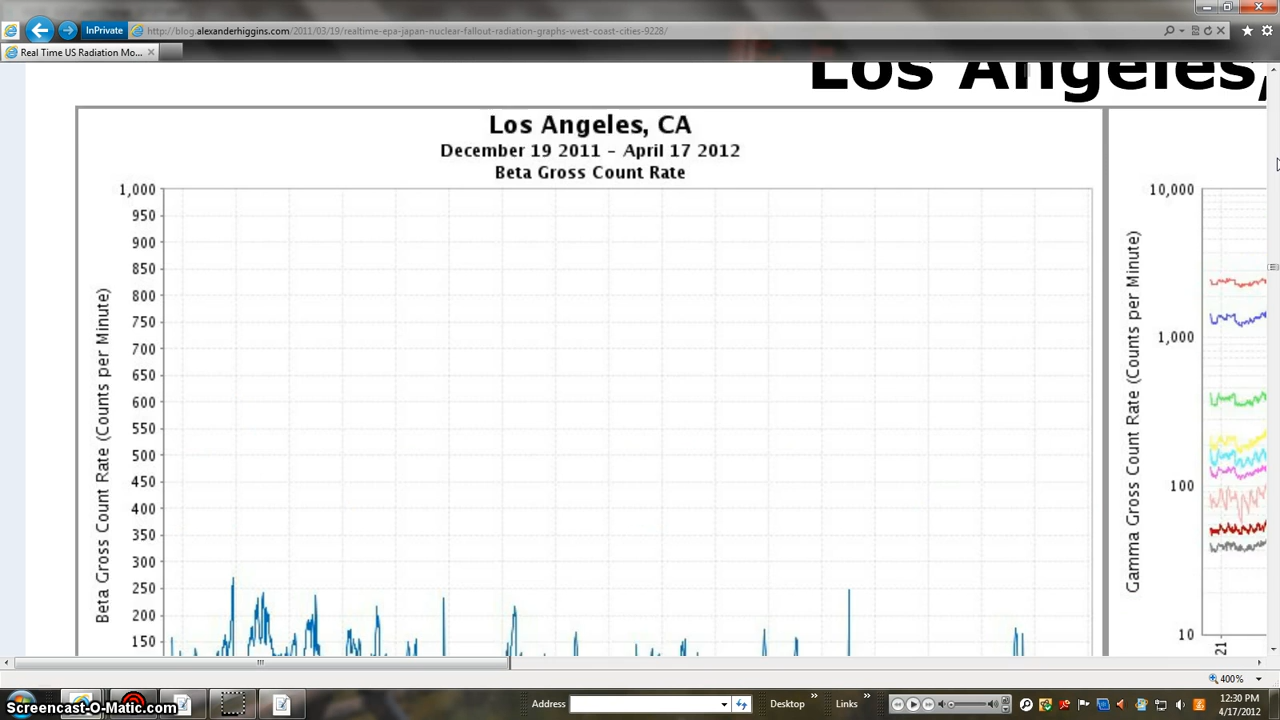 InPrivate
http://blog.alexanderhiggins.com/2011/03/19/realtime-epa-japan-nuclear-fallout-radiation-graphs-west-coast-cities-9228/
Real Time US Radiation Mo...
Los Angeles,
Los Angeles, CA
December 19 2011 – April 17 2012
Beta Gross Count Rate
Beta Gross Count Rate (Counts per Minute)
1,000
950
900
850
800
750
700
650
600
550
500
450
400
350
300
250
200
150
Gamma Gross Count Rate (Counts per Minute)
10,000
1,000
100
10
21
400%
Screencast-O-Matic.com
Address
Desktop
Links
12:30 PM
4/17/2012